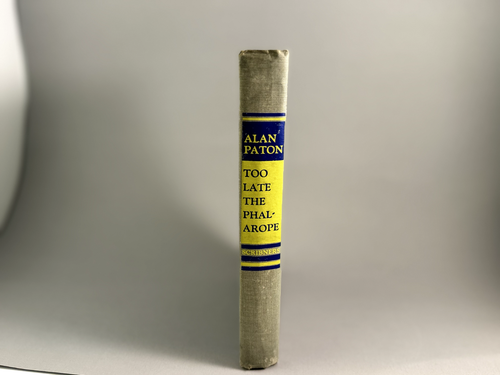 ALAN
PATON
TOO
LATE
THE
PHAL-
AROPE
SCRIBNERS